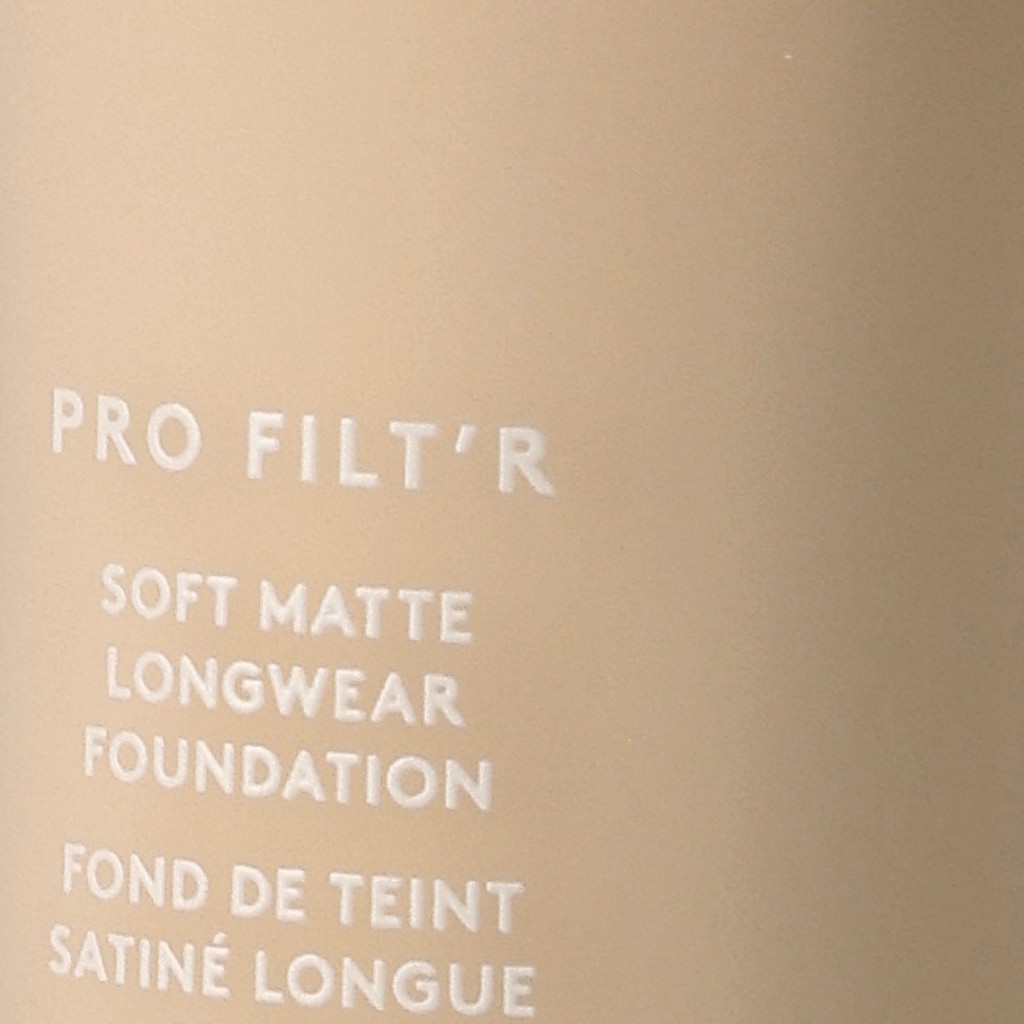 PRO FILT'R
SOFT MATTE
LONGWEAR
FOUNDATION
FOND DE TEINT
SATINÉ LONGUE